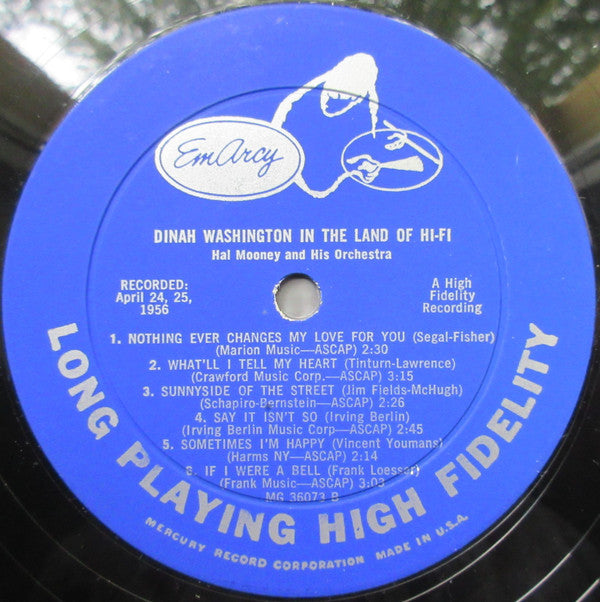 EmArcy
DINAH WASHINGTON IN THE LAND OF HI-FI
Hal Mooney and His Orchestra
RECORDED:
April 24, 25,
1956
A High
Fidelity
Recording
1. NOTHING EVER CHANGES MY LOVE FOR YOU (Segal-Fisher)
(Marion Music—ASCAP) 2:30
2. WHAT'LL I TELL MY HEART (Tinturn-Lawrence)
(Crawford Music Corp.—ASCAP) 3:15
3. SUNNYSIDE OF THE STREET (Jim Fields-McHugh)
(Schapiro-Bernstein—ASCAP) 2:26
4. SAY IT ISN'T SO (Irving Berlin)
(Irving Berlin Music Corp—ASCAP) 2:45
5. SOMETIMES I'M HAPPY (Vincent Youmans)
(Harms NY—ASCAP) 2:14
6. IF I WERE A BELL (Frank Loesser)
(Frank Music—ASCAP) 3:03
MG 36073 B
LONG PLAYING HIGH FIDELITY
MERCURY RECORD CORPORATION MADE IN U.S.A.